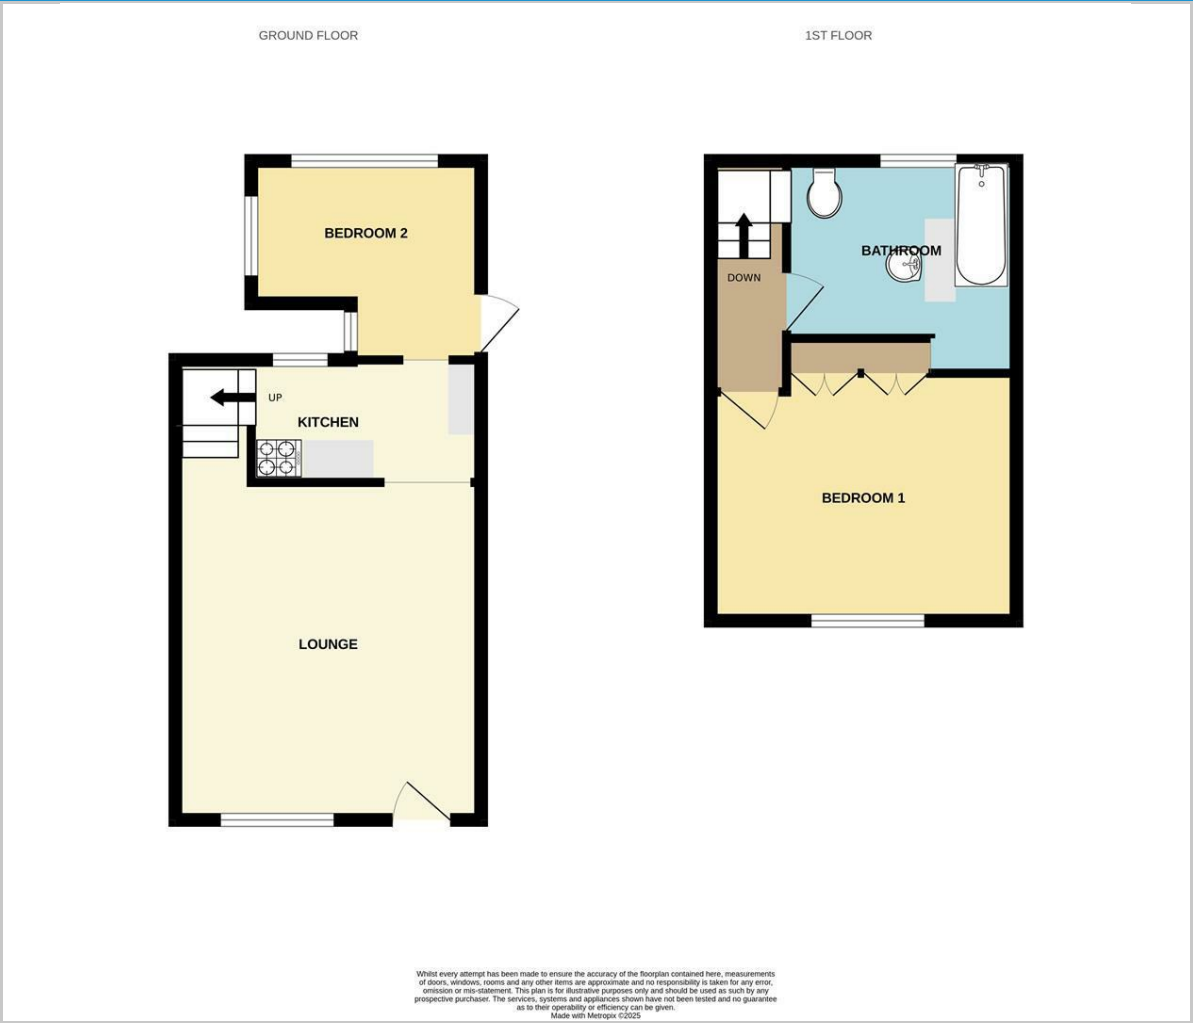 GROUND FLOOR
1ST FLOOR
BEDROOM 2
BATHROOM
DOWN
UP
KITCHEN
BEDROOM 1
LOUNGE
Whilst every attempt has been made to ensure the accuracy of the floorplan contained here, measurements
of doors, windows, rooms and any other items are approximate and no responsibility is taken for any error,
omission or mis-statement. This plan is for illustrative purposes only and should be used as such by any
prospective purchaser. The services, systems and appliances shown have not been tested and no guarantee
as to their operability or efficiency can be given.
Made with Metropix ©2025